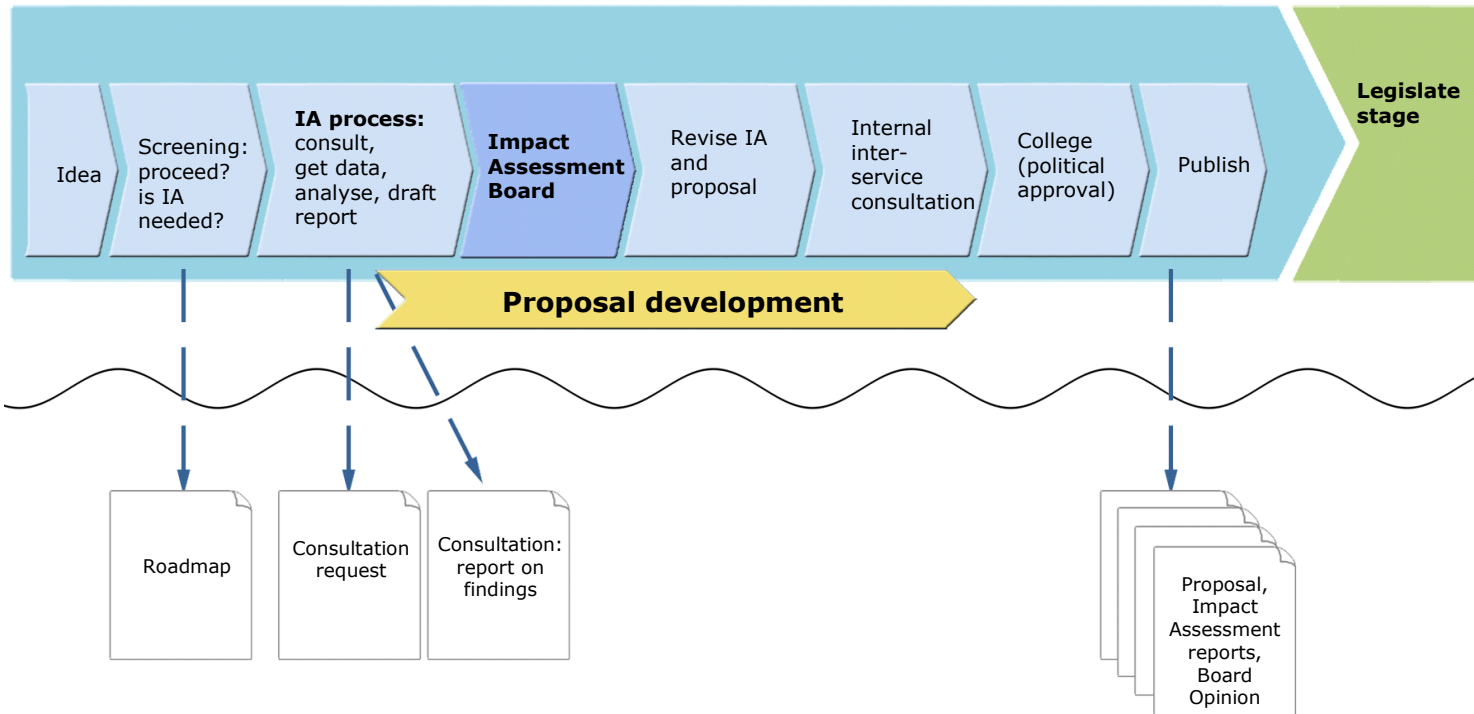 Idea
Screening:
proceed?
is IA
needed?
IA process:
consult,
get data,
analyse, draft
report
Impact
Assessment
Board
Revise IA
and
proposal
Internal
inter-
service
consultation
College
(political
approval)
Publish
Legislate
stage
Proposal development
Roadmap
Consultation
request
Consultation:
report on
findings
Proposal,
Impact
Assessment
reports,
Board
Opinion